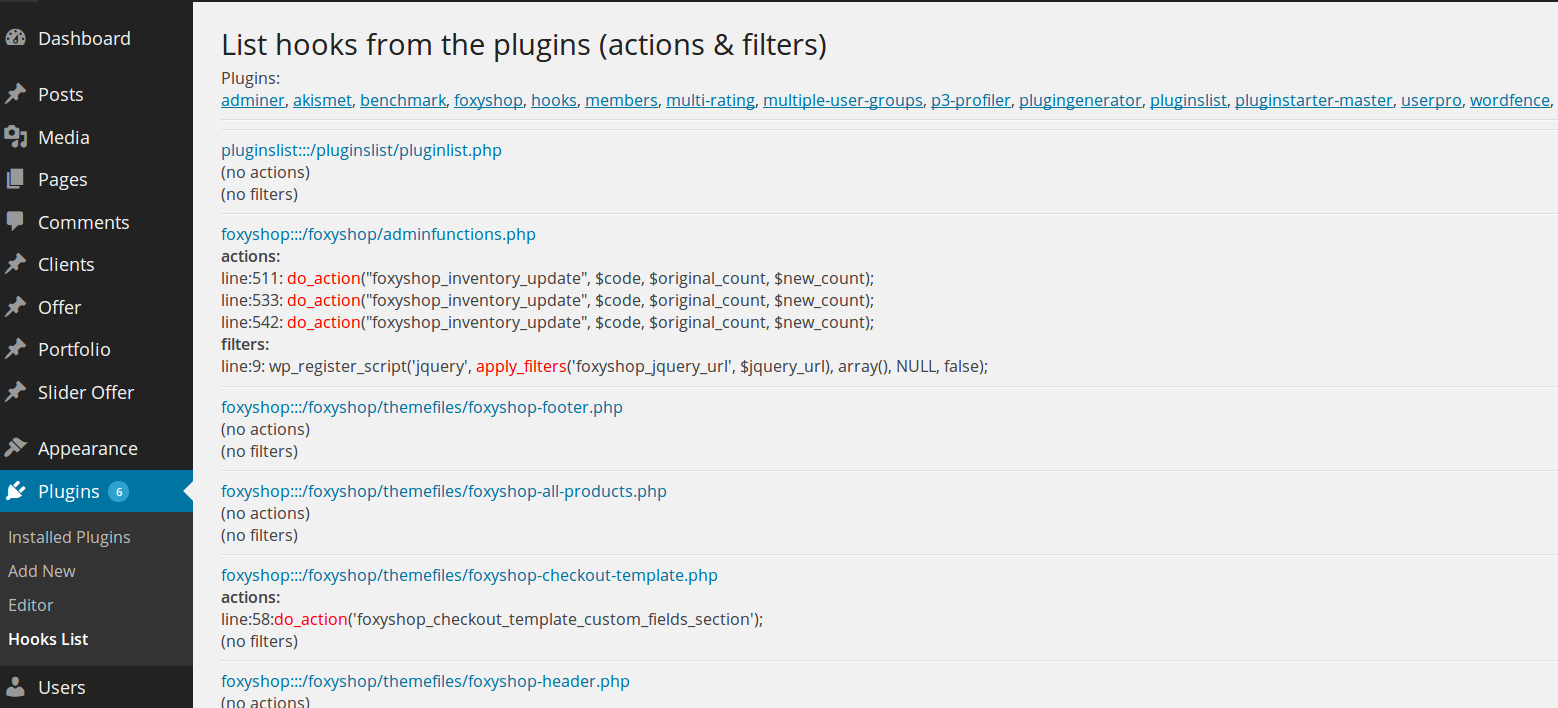 Dashboard
Posts
Media
Pages
Comments
Clients
Offer
Portfolio
Slider Offer
Appearance
Plugins 6
Installed Plugins
Add New
Editor
Hooks List
Users
List hooks from the plugins (actions & filters)
Plugins:
adminer, akismet, benchmark, foxyshop, hooks, members, multi-rating, multiple-user-groups, p3-profiler, plugingenerator, pluginslist, pluginstarter-master, userpro, wordfence,
pluginslist:::/pluginslist/pluginlist.php
(no actions)
(no filters)
foxyshop:::/foxyshop/adminfunctions.php
actions:
line:511: do_action("foxyshop_inventory_update", $code, $original_count, $new_count);
line:533: do_action("foxyshop_inventory_update", $code, $original_count, $new_count);
line:542: do_action("foxyshop_inventory_update", $code, $original_count, $new_count);
filters:
line:9: wp_register_script('jquery', apply_filters('foxyshop_jquery_url', $jquery_url), array(), NULL, false);
foxyshop:::/foxyshop/themefiles/foxyshop-footer.php
(no actions)
(no filters)
foxyshop:::/foxyshop/themefiles/foxyshop-all-products.php
(no actions)
(no filters)
foxyshop:::/foxyshop/themefiles/foxyshop-checkout-template.php
actions:
line:58:do_action('foxyshop_checkout_template_custom_fields_section');
(no filters)
foxyshop:::/foxyshop/themefiles/foxyshop-header.php
(no actions)